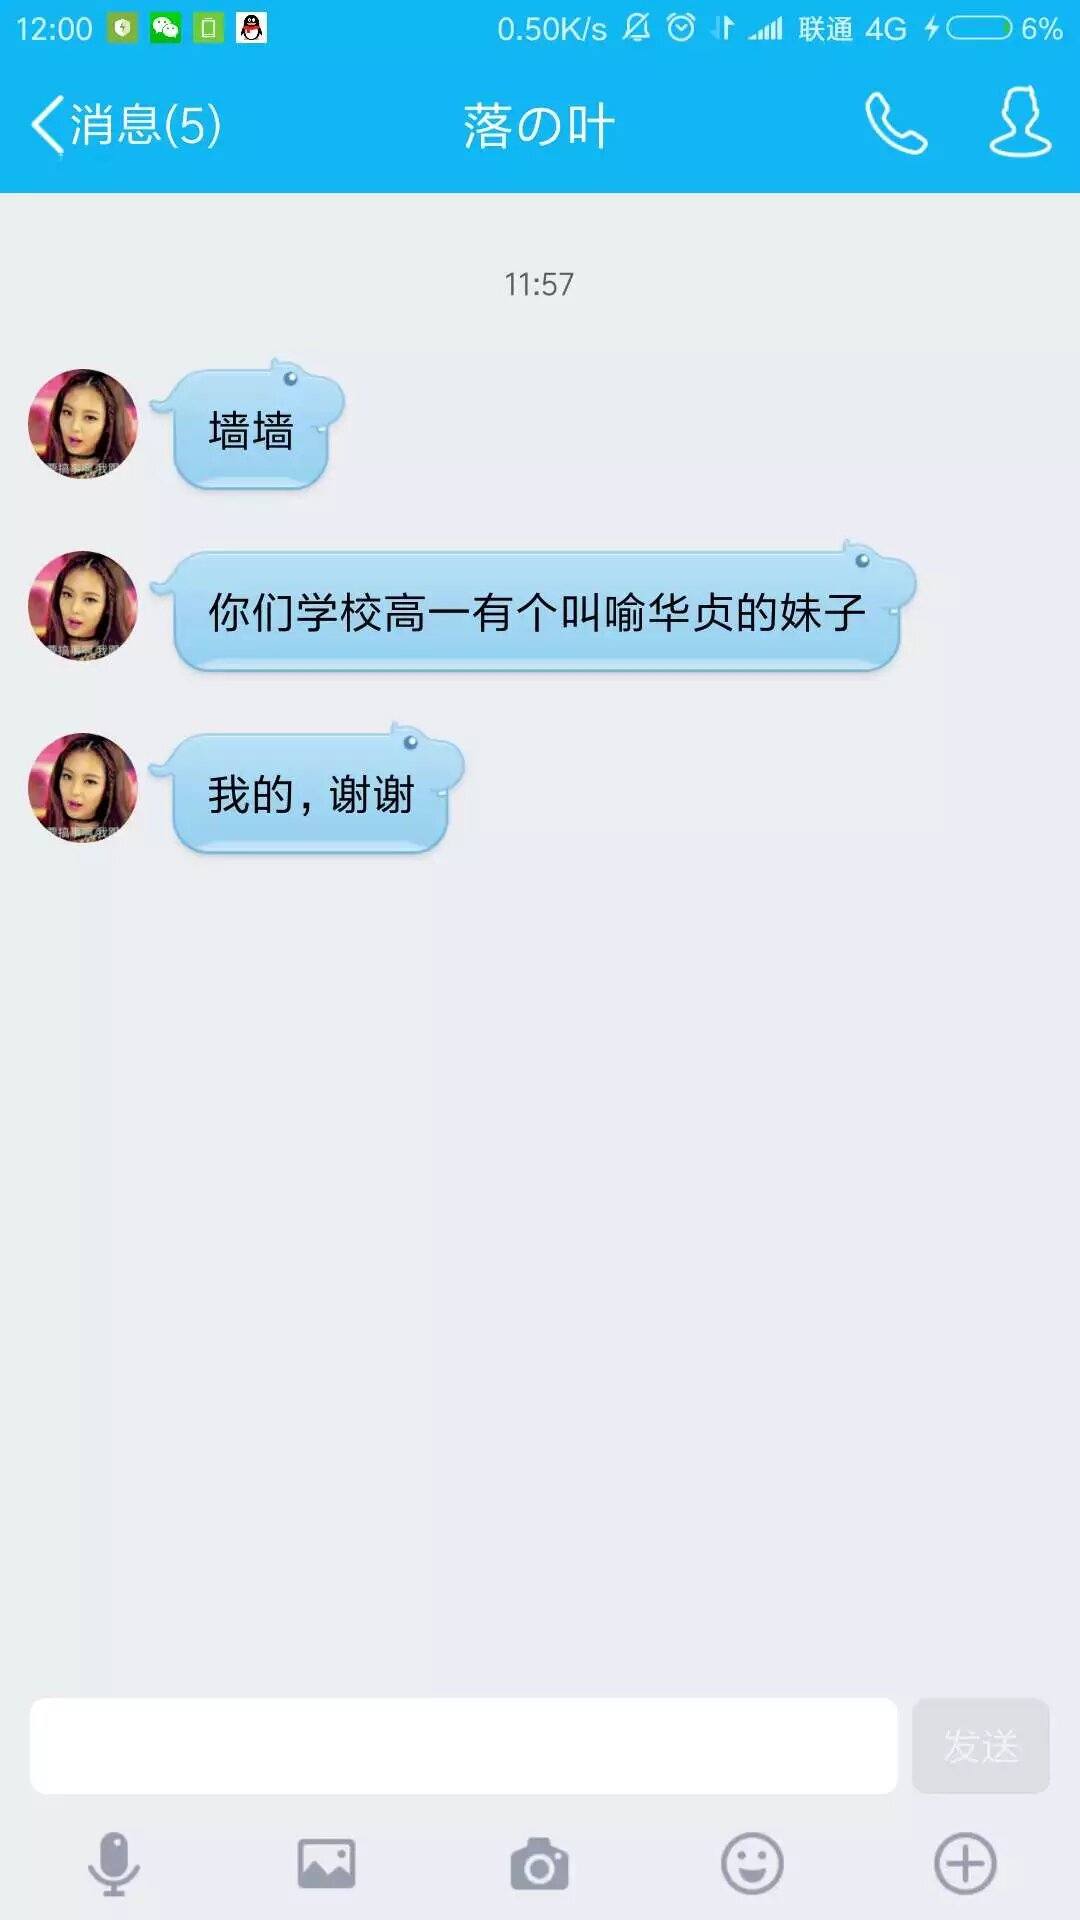 12:00 0.50K/s 联通 4G 6%
消息(5) 落の叶
11:57
墙墙
你们学校高一有个叫喻华贞的妹子
我的，谢谢
发送